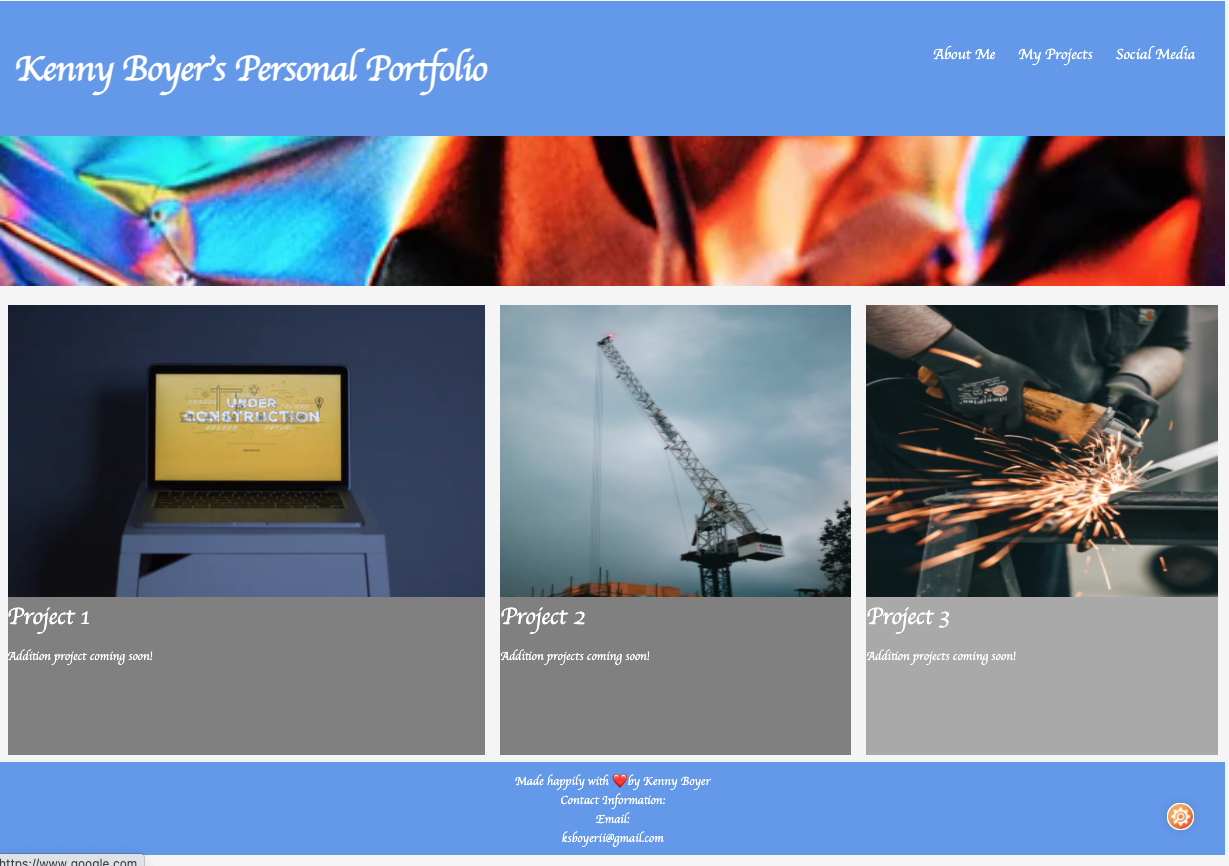 Kenny Boyer's Personal Portfolio
About Me My Projects Social Media
UNDER
CONSTRUCTION
Project 1
Addition project coming soon!
Project 2
Addition projects coming soon!
Project 3
Addition projects coming soon!
Made happily with ❤️by Kenny Boyer
Contact Information:
Email:
ksboyerii@gmail.com
https://www.google.com